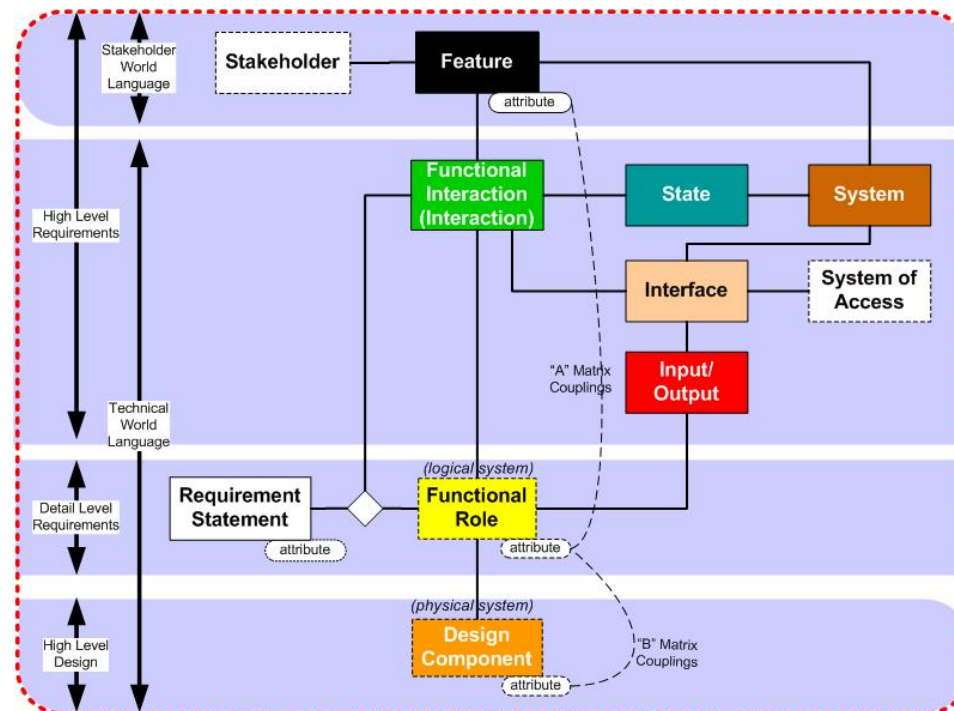 Stakeholder
World
Language
Stakeholder
Feature
attribute
High Level
Requirements
Functional
Interaction
(Interaction)
State
System
Interface
System of
Access
"A" Matrix
Couplings
Input/
Output
Technical
World
Language
Detail Level
Requirements
Requirement
Statement
attribute
(logical system)
Functional
Role
attribute
High Level
Design
(physical system)
Design
Component
attribute
"B" Matrix
Couplings